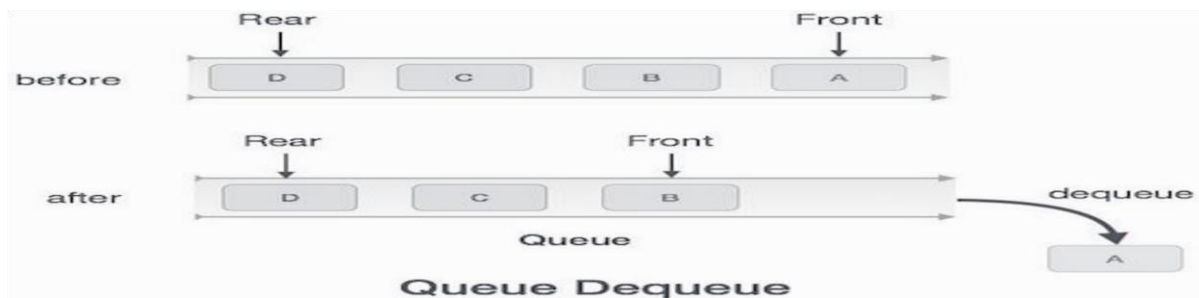 Rear Front
before D C B A
Rear Front
after D C B dequeue
Queue
A
Queue Dequeue